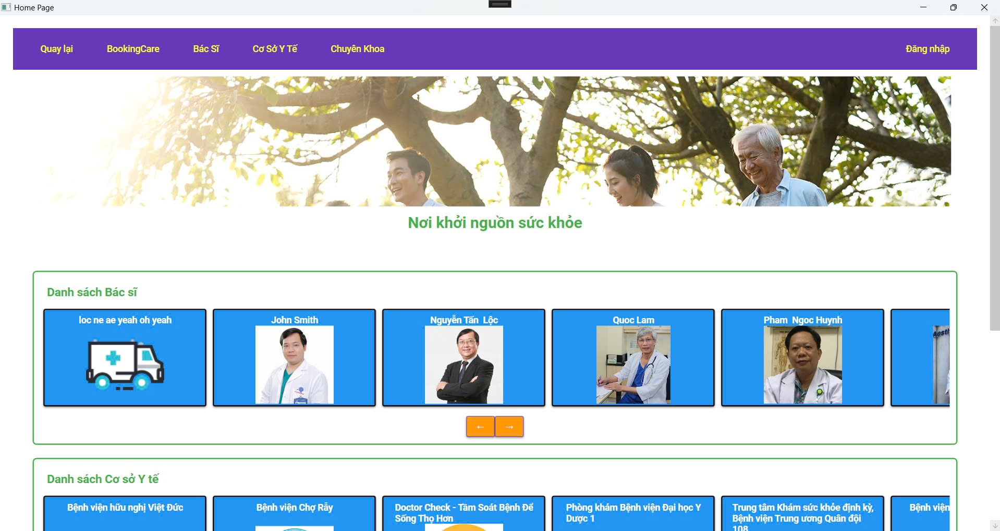 Home Page
Quay lại
BookingCare
Bác Sĩ
Cơ Sở Y Tế
Chuyên Khoa
Đăng nhập
Nơi khởi nguồn sức khỏe
Danh sách Bác sĩ
loc ne ae yeah oh yeah
John Smith
Nguyễn Tấn  Lộc
Quoc Lam
Pham  Ngoc Huynh
Aesth
← →
Danh sách Cơ sở Y tế
Bệnh viện hữu nghị Việt Đức
Bệnh viện Chợ Rẫy
Doctor Check - Tầm Soát Bệnh Để
Sống Thọ Hơn
Phòng khám Bệnh viện Đại học Y
Dược 1
Trung tâm Khám sức khỏe định kỳ,
Bệnh viện Trung ương Quân đội
108
Bệnh viện